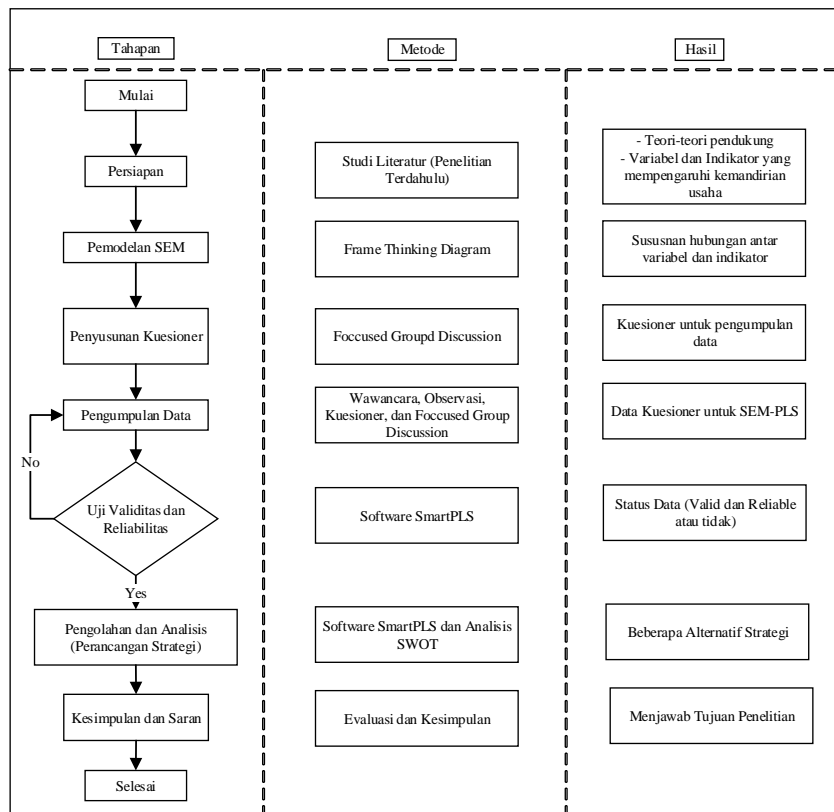 Tahapan
Metode
Hasil
Mulai
Persiapan
Studi Literatur (Penelitian
Terdahulu)
- Teori-teori pendukung
- Variabel dan Indikator yang
mempengaruhi kemandirian
usaha
Pemodelan SEM
Frame Thinking Diagram
Sususnan hubungan antar
variabel dan indikator
Penyusunan Kuesioner
Foccused Groupd Discussion
Kuesioner untuk pengumpulan
data
Pengumpulan Data
Wawancara, Observasi,
Kuesioner, dan Foccused Group
Discussion
Data Kuesioner untuk SEM-PLS
No
Uji Validitas dan
Reliabilitas
Software SmartPLS
Status Data (Valid dan Reliable
atau tidak)
Yes
Pengolahan dan Analisis
(Perancangan Strategi)
Software SmartPLS dan Analisis
SWOT
Beberapa Alternatif Strategi
Kesimpulan dan Saran
Evaluasi dan Kesimpulan
Menjawab Tujuan Penelitian
Selesai